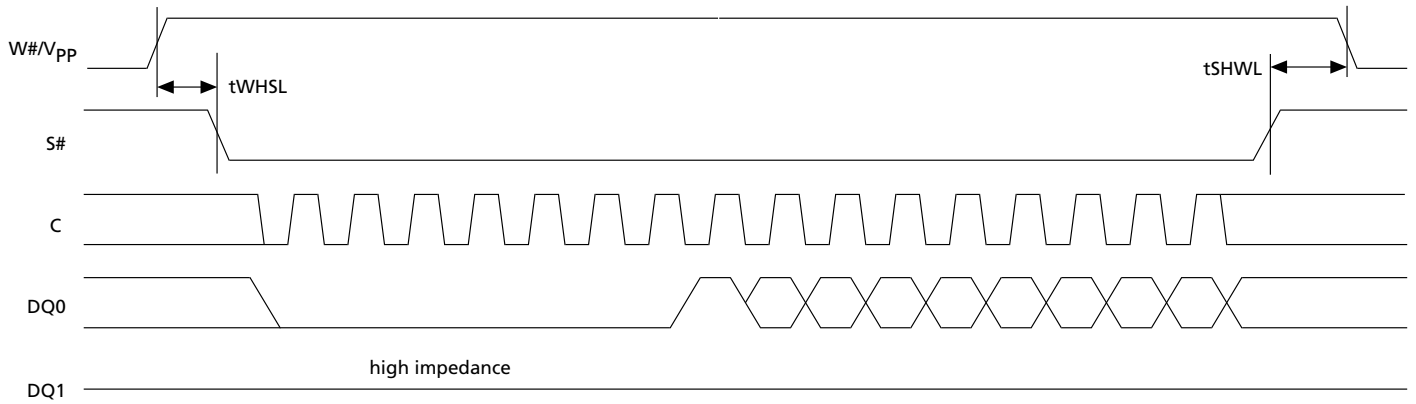 W#/VPP
tWHSL
tSHWL
S#
C
DQ0
high impedance
DQ1